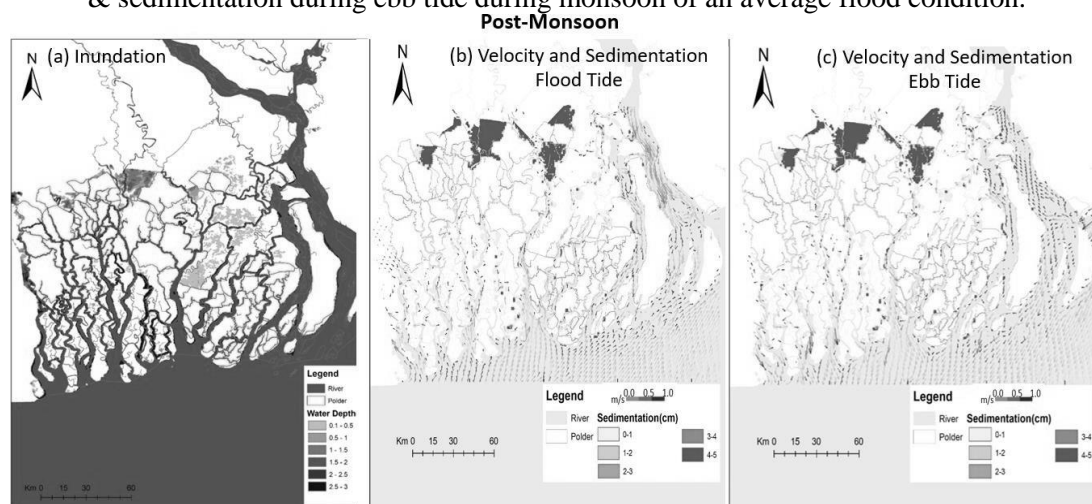 & sedimentation during ebb tide during monsoon of an average flood condition.
Post-Monsoon
N
(a) Inundation
Legend
River
Polder
Water Depth
0.1 - 0.5
0.5 - 1
1 - 1.5
1.5 - 2
2 - 2.5
2.5 - 3
Km 0 15 30 60
N
(b) Velocity and Sedimentation
Flood Tide
Legend
0.0 0.5 1.0
m/s
River
Polder
Sedimentation(cm)
0-1
1-2
2-3
3-4
4-5
Km 0 15 30 60
N
(c) Velocity and Sedimentation
Ebb Tide
Legend
0.0 0.5 1.0
m/s
River
Polder
Sedimentation(cm)
0-1
1-2
2-3
3-4
4-5
Km 0 15 30 60